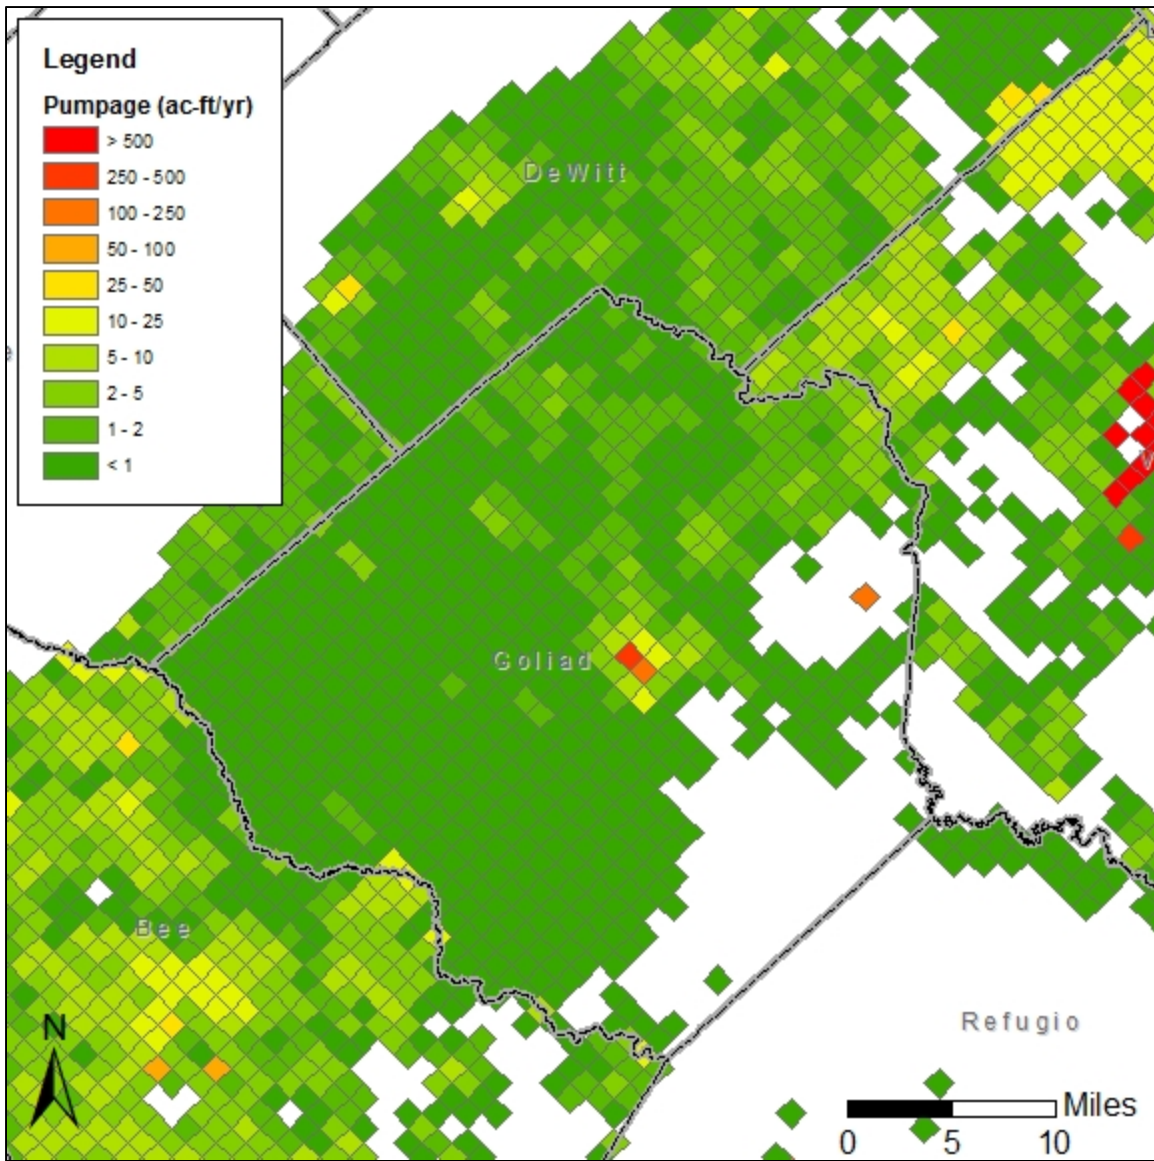 Legend
Pumpage (ac-ft/yr)
> 500
250 - 500
100 - 250
50 - 100
25 - 50
10 - 25
5 - 10
2 - 5
1 - 2
< 1
DeWitt
Goliad
Bee
Refugio
N
Miles
0 5 10